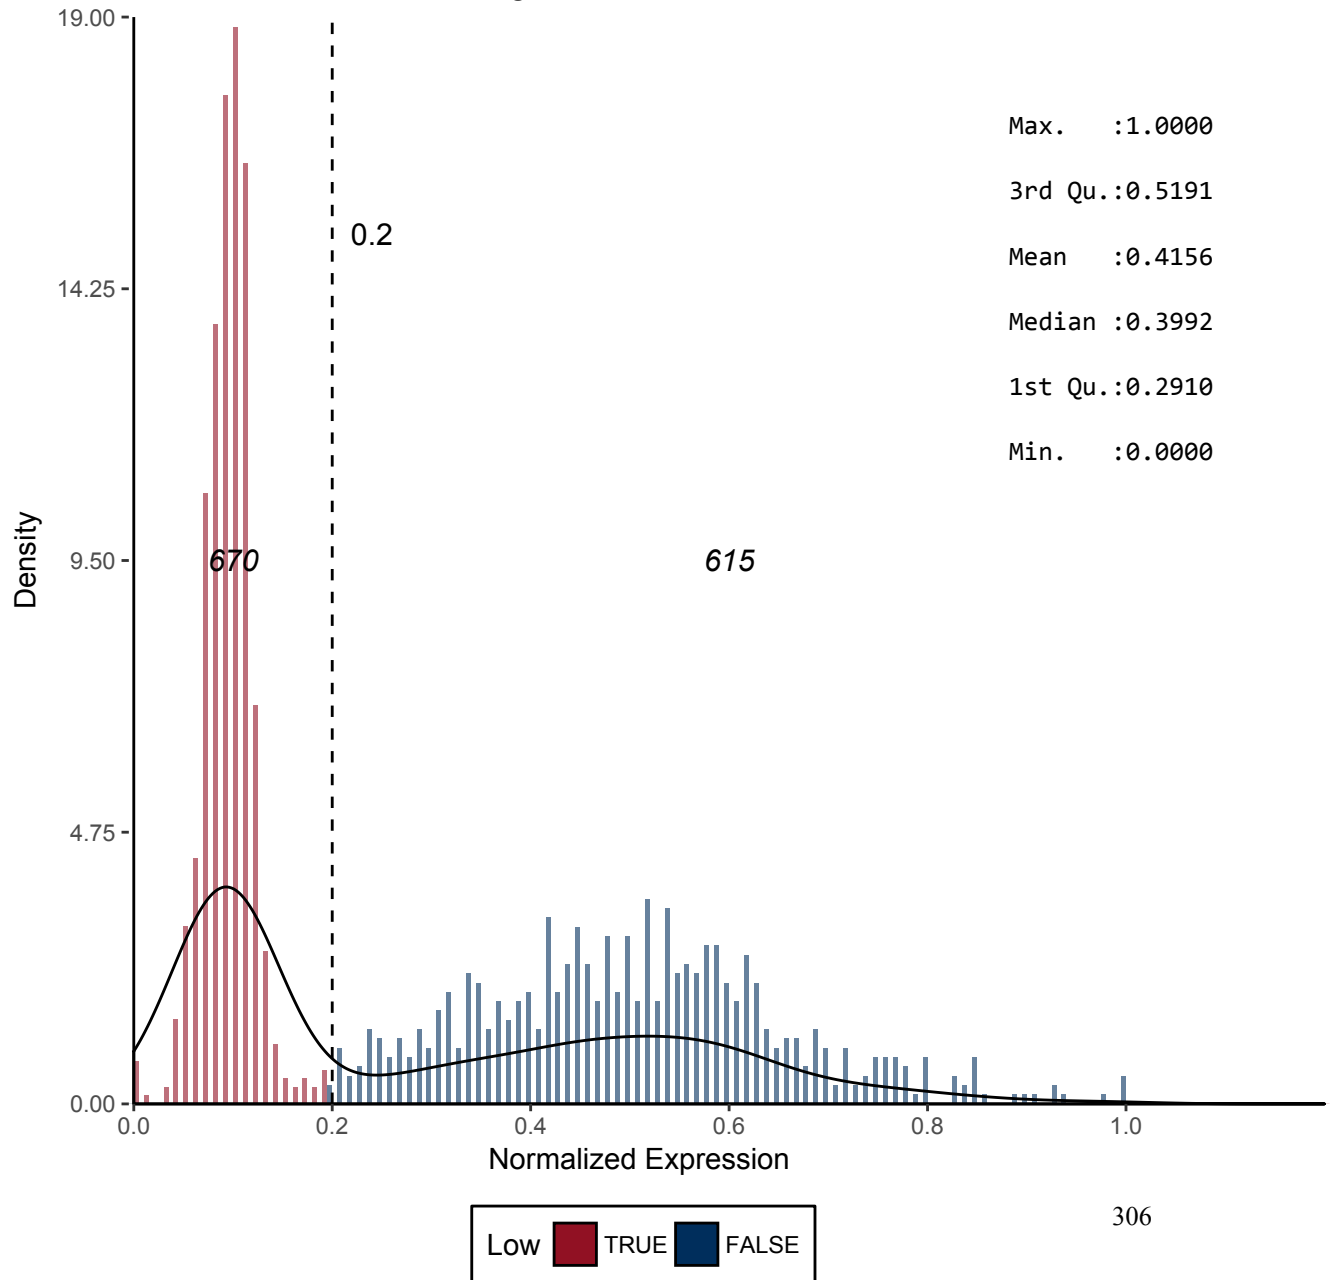 19.00
14.25
9.50
4.75
0.00
Density
0.2
670
615
Max.   :1.0000
3rd Qu.:0.5191
Mean   :0.4156
Median :0.3992
1st Qu.:0.2910
Min.   :0.0000
0.0 0.2 0.4 0.6 0.8 1.0
Normalized Expression
Low TRUE FALSE
306